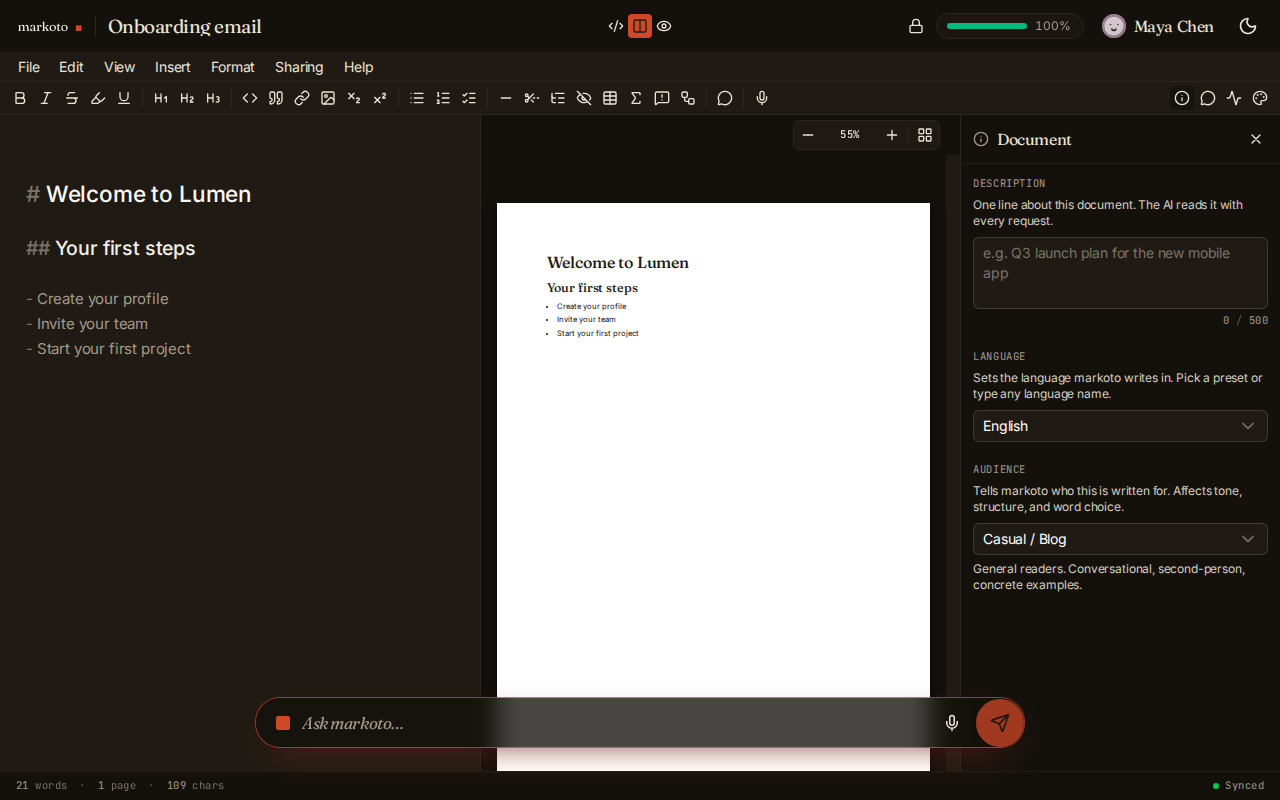 markoto
Onboarding email
100%
Maya Chen
File Edit View Insert Format Sharing Help
H1 H2 H3
55%
# Welcome to Lumen
## Your first steps
- Create your profile
- Invite your team
- Start your first project
Welcome to Lumen
Your first steps
• Create your profile
• Invite your team
• Start your first project
Document
DESCRIPTION
One line about this document. The AI reads it with
every request.
e.g. Q3 launch plan for the new mobile
app
0 / 500
LANGUAGE
Sets the language markoto writes in. Pick a preset or
type any language name.
English
AUDIENCE
Tells markoto who this is written for. Affects tone,
structure, and word choice.
Casual / Blog
General readers. Conversational, second-person,
concrete examples.
Ask markoto...
21 words · 1 page · 109 chars
Synced